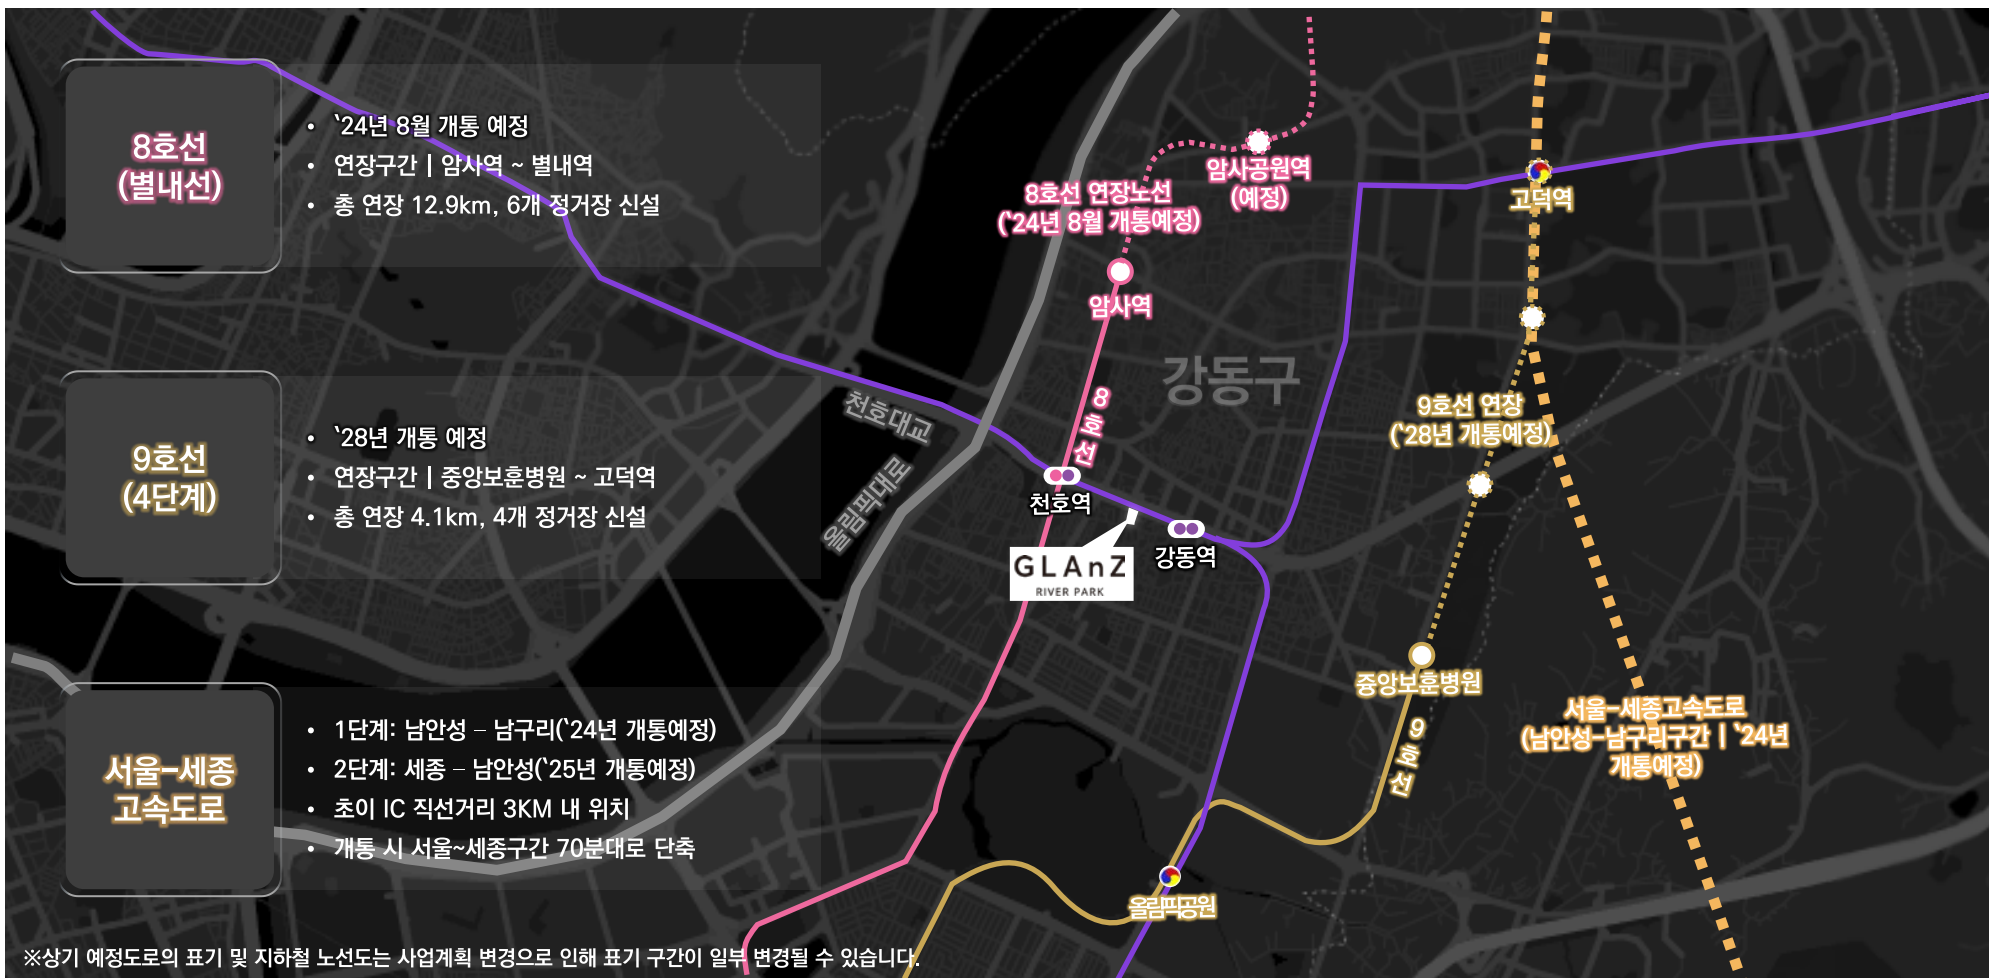 8호선
(별내선)
• `24년 8월 개통 예정
• 연장구간 | 암사역 ~ 별내역
• 총 연장 12.9km, 6개 정거장 신설
9호선
(4단계)
• `28년 개통 예정
• 연장구간 | 중앙보훈병원 ~ 고덕역
• 총 연장 4.1km, 4개 정거장 신설
서울-세종
고속도로
• 1단계: 남안성 – 남구리(`24년 개통예정)
• 2단계: 세종 – 남안성(`25년 개통예정)
• 초이 IC 직선거리 3KM 내 위치
• 개통 시 서울~세종구간 70분대로 단축
암사공원역
(예정)
8호선 연장노선
(`24년 8월 개통예정)
고덕역
암사역
강동구
8호선
천호대교
올림픽대로
9호선 연장
(`28년 개통예정)
천호역
강동역
GLAnZ
RIVER PARK
중앙보훈병원
9호선
서울-세종고속도로
(남안성-남구리구간 | `24년
개통예정)
올림픽공원
※상기 예정도로의 표기 및 지하철 노선도는 사업계획 변경으로 인해 표기 구간이 일부 변경될 수 있습니다.